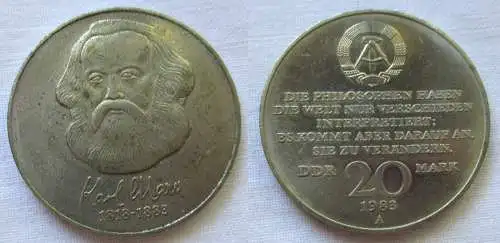 Karl Marx
1818-1883
DIE PHILOSOPHEN HABEN
DIE WELT NUR VERSCHIEDEN
INTERPRETIERT;
ES KOMMT ABER DARAUF AN,
SIE ZU VERÄNDERN.
DDR 20 MARK
1983
A